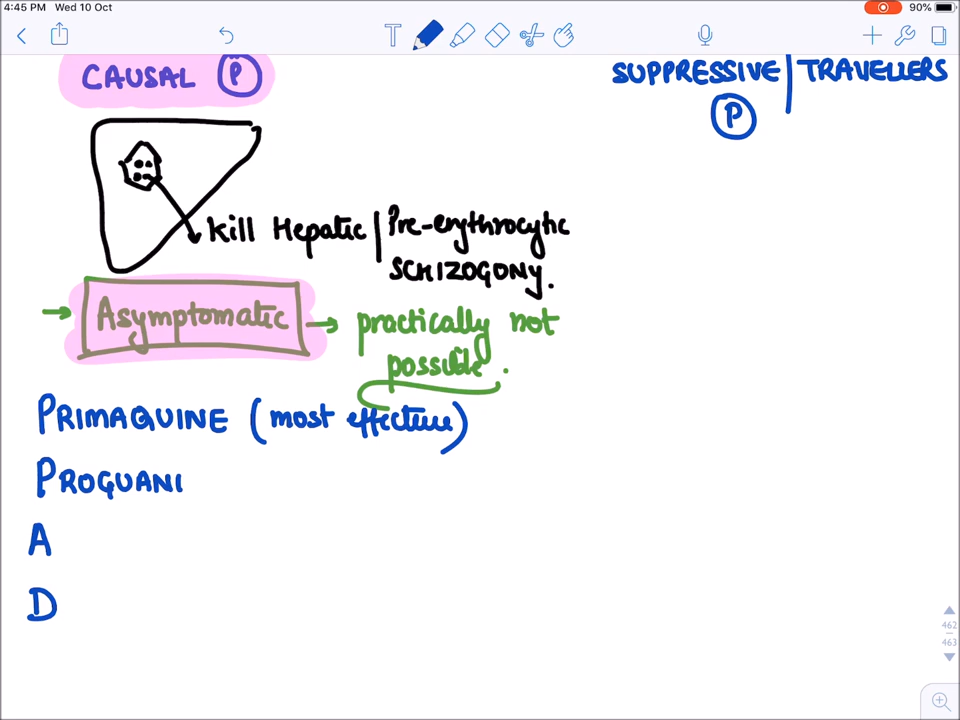 4:45 PM Wed 10 Oct
90%
T
CAUSAL P
SUPPRESSIVE | TRAVELLERS
P
kill Hepatic | Pre-erythrocytic
SCHIZOGONY.
→ Asymptomatic → practically not
possible.
PRIMAQUINE (most effective)
PROGUANI
A
D
462
463